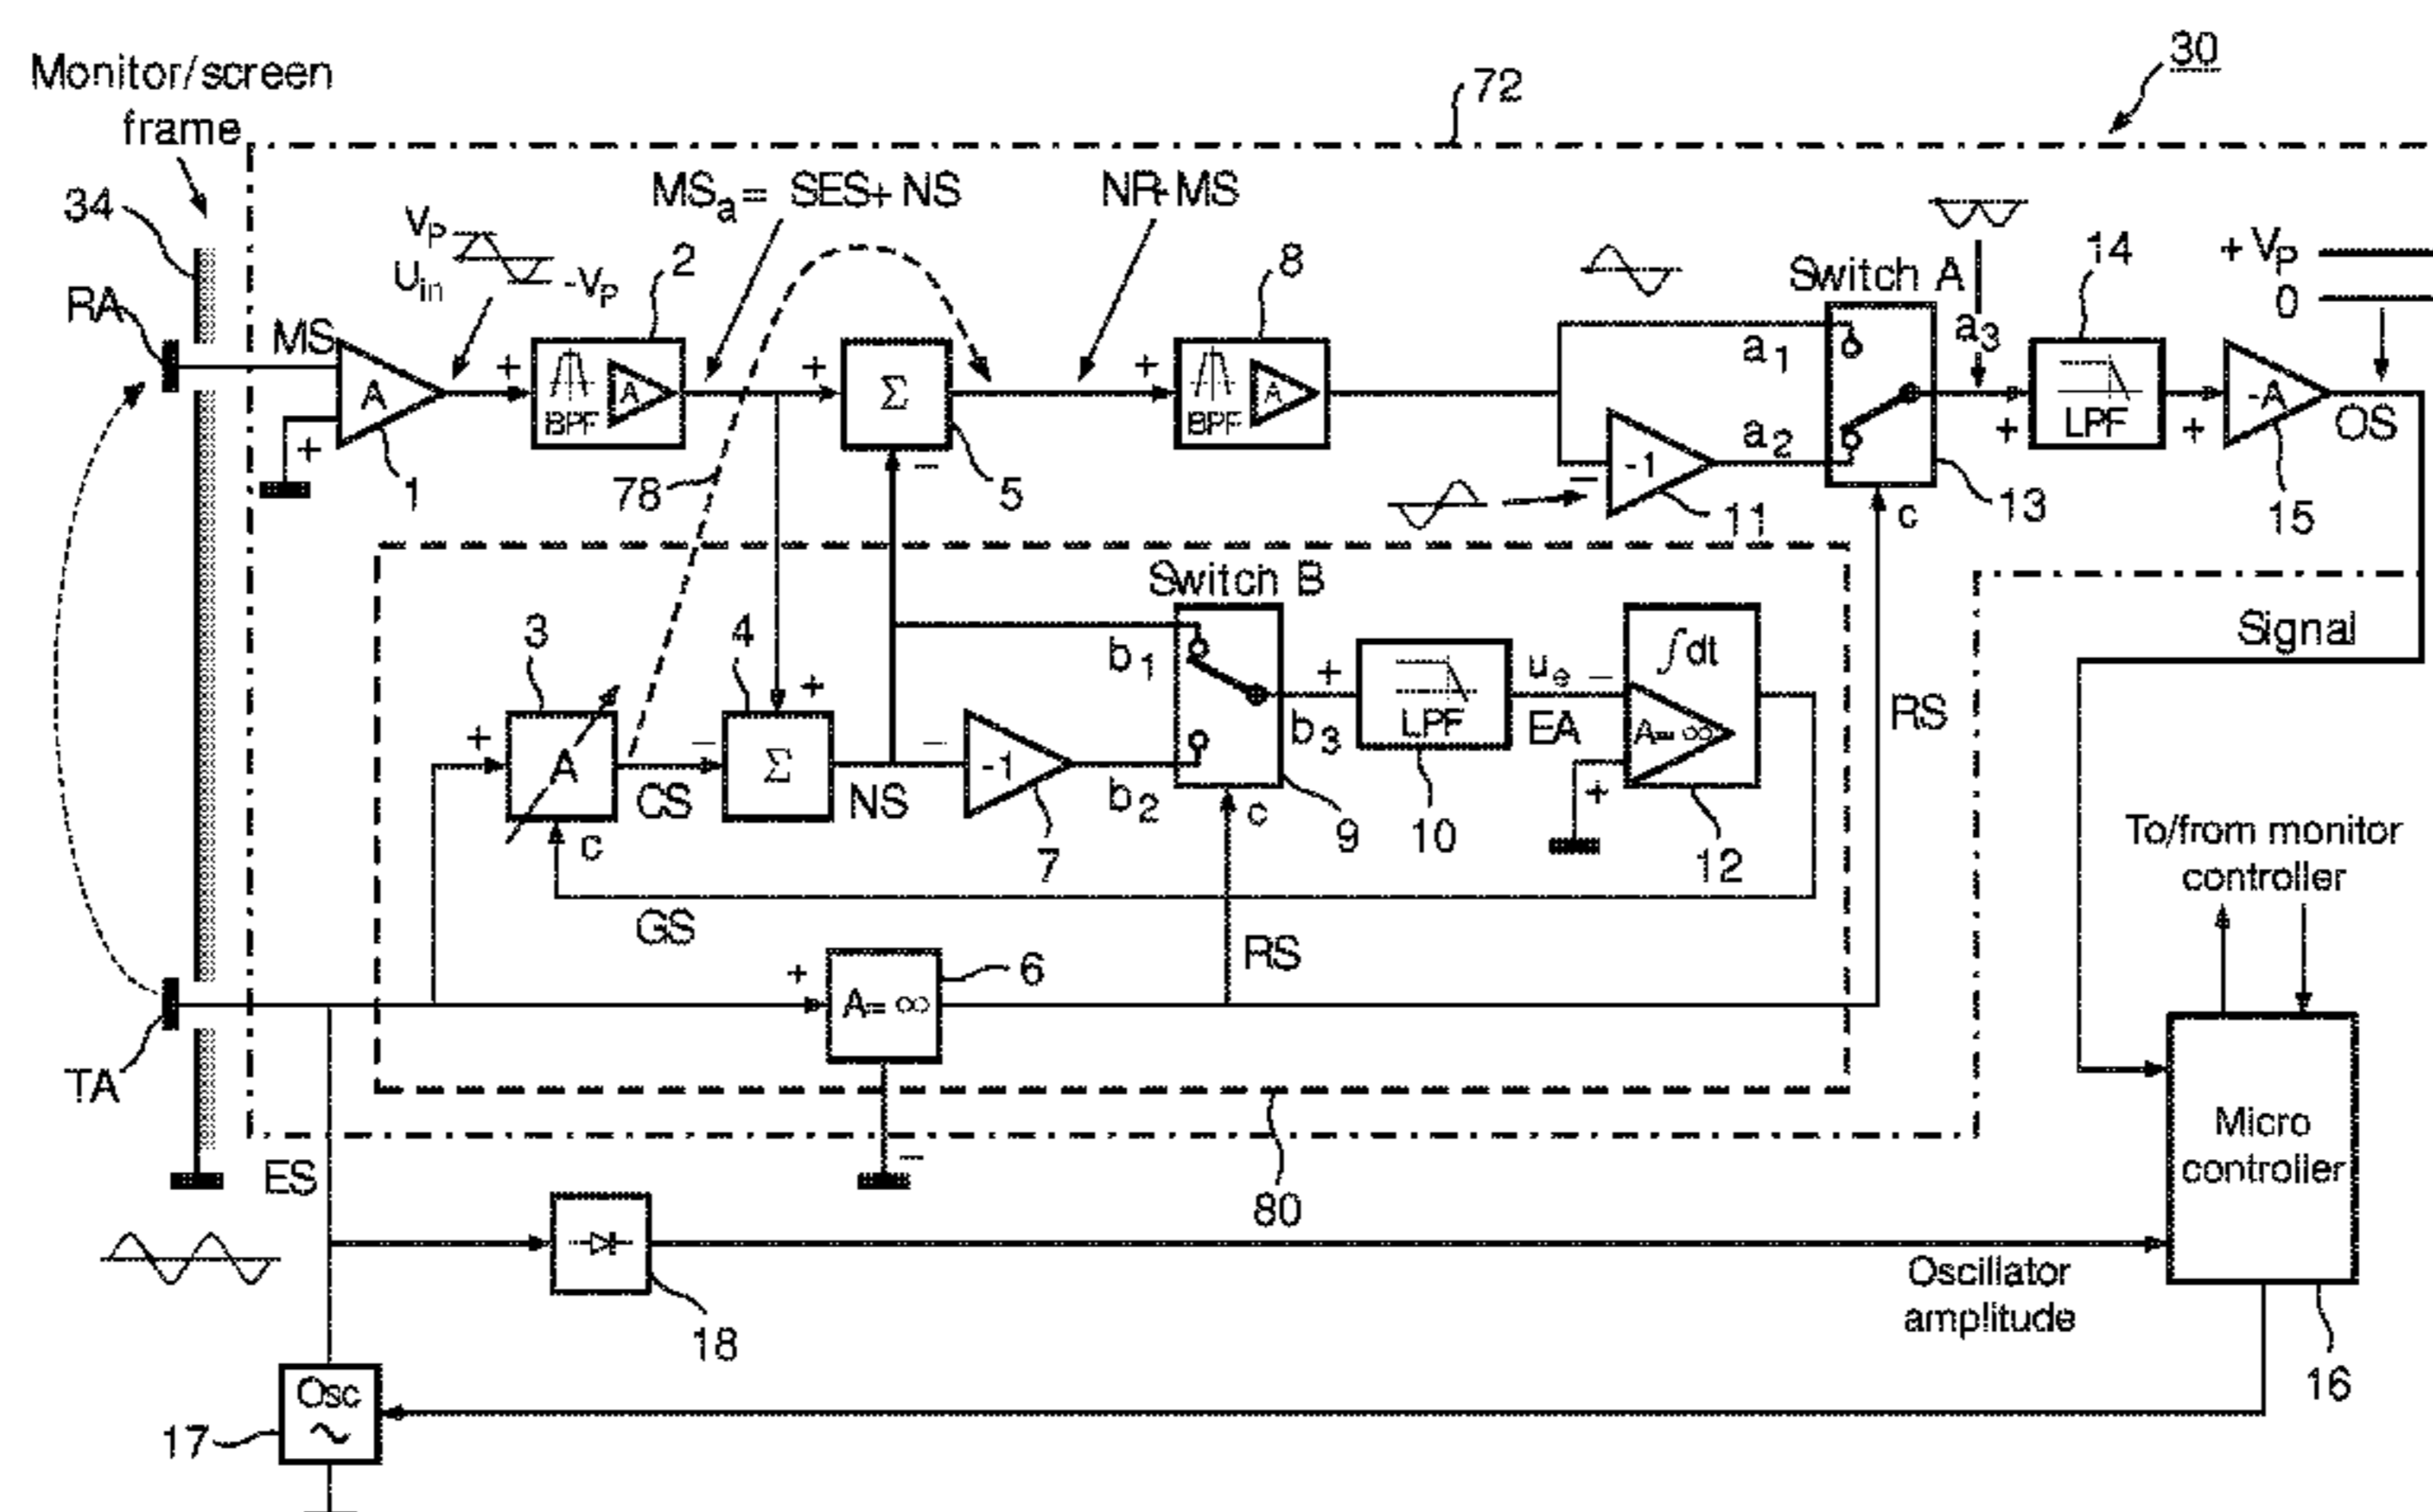 Monitor/screen
frame
34
RA
MS
A
+
1
Vp
Uin
-Vp
+
2
BPF
A
MSa = SES+ NS
NR-MS
78
+
Σ
−
5
+
8
BPF
A
72
30
a1
a2
-1
−
11
Switch A
a3
c
13
+
14
LPF
+
+ Vp
0
-A
15
OS
Signal
RS
Switch B
3
+
A
c
CS
−
4
+
Σ
NS
−
-1
7
b1
b2
b3
c
9
+
LPF
10
ue
EA
−
∫dt
A= ∞
+
12
GS
RS
+
A= ∞
6
−
80
TA
ES
18
Osc
~
17
To/from monitor
controller
Micro
controller
16
Oscillator
amplitude